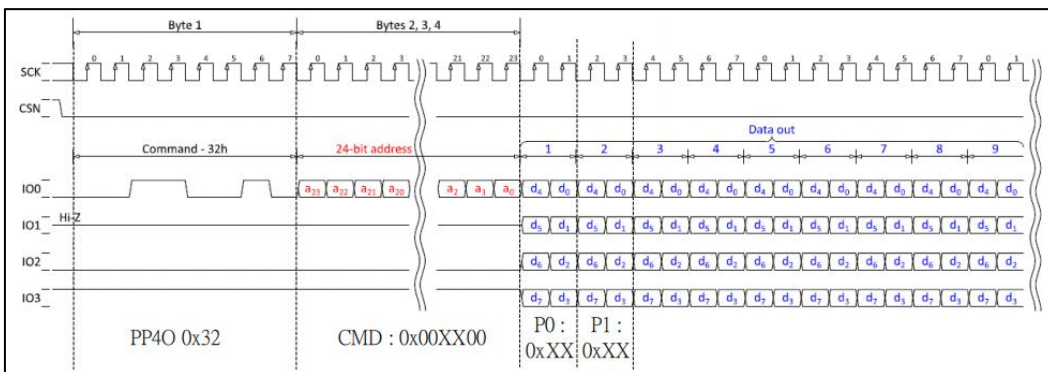 Byte 1 Bytes 2, 3, 4
SCK 0 1 2 3 4 5 6 7 0 1 2 3 21 22 23 0 1 2 3 4 5 6 7 0 1 2 3 4 5 6 7 0 1
CSN
Data out
Command - 32h 24-bit address 1 2 3 4 5 6 7 8 9
IO0 a23 a22 a21 a20 a2 a1 a0 d4 d0 d4 d0 d4 d0 d4 d0 d4 d0 d4 d0 d4 d0 d4 d0 d4 d0
Hi-Z
IO1 d5 d1 d5 d1 d5 d1 d5 d1 d5 d1 d5 d1 d5 d1 d5 d1 d5 d1
IO2 d6 d2 d6 d2 d6 d2 d6 d2 d6 d2 d6 d2 d6 d2 d6 d2 d6 d2
IO3 d7 d3 d7 d3 d7 d3 d7 d3 d7 d3 d7 d3 d7 d3 d7 d3 d7 d3
PP4O 0x32 CMD : 0x00XX00 P0 : P1 :
0xXX 0xXX